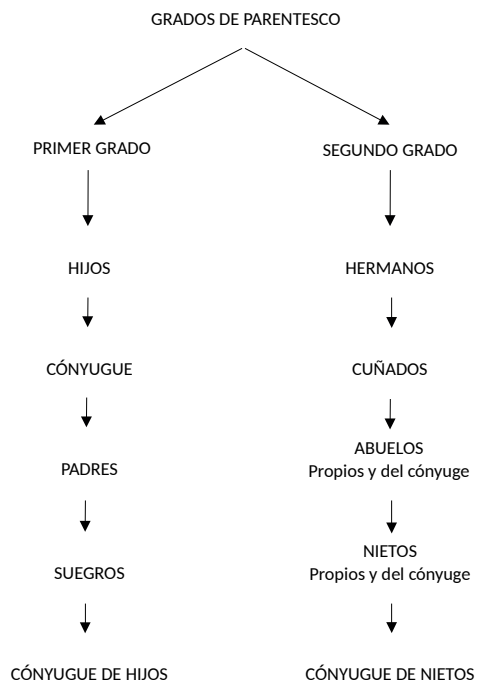 GRADOS DE PARENTESCO
PRIMER GRADO
SEGUNDO GRADO
HIJOS
HERMANOS
CÓNYUGUE
CUÑADOS
PADRES
ABUELOS
Propios y del cónyuge
SUEGROS
NIETOS
Propios y del cónyuge
CÓNYUGUE DE HIJOS
CÓNYUGUE DE NIETOS